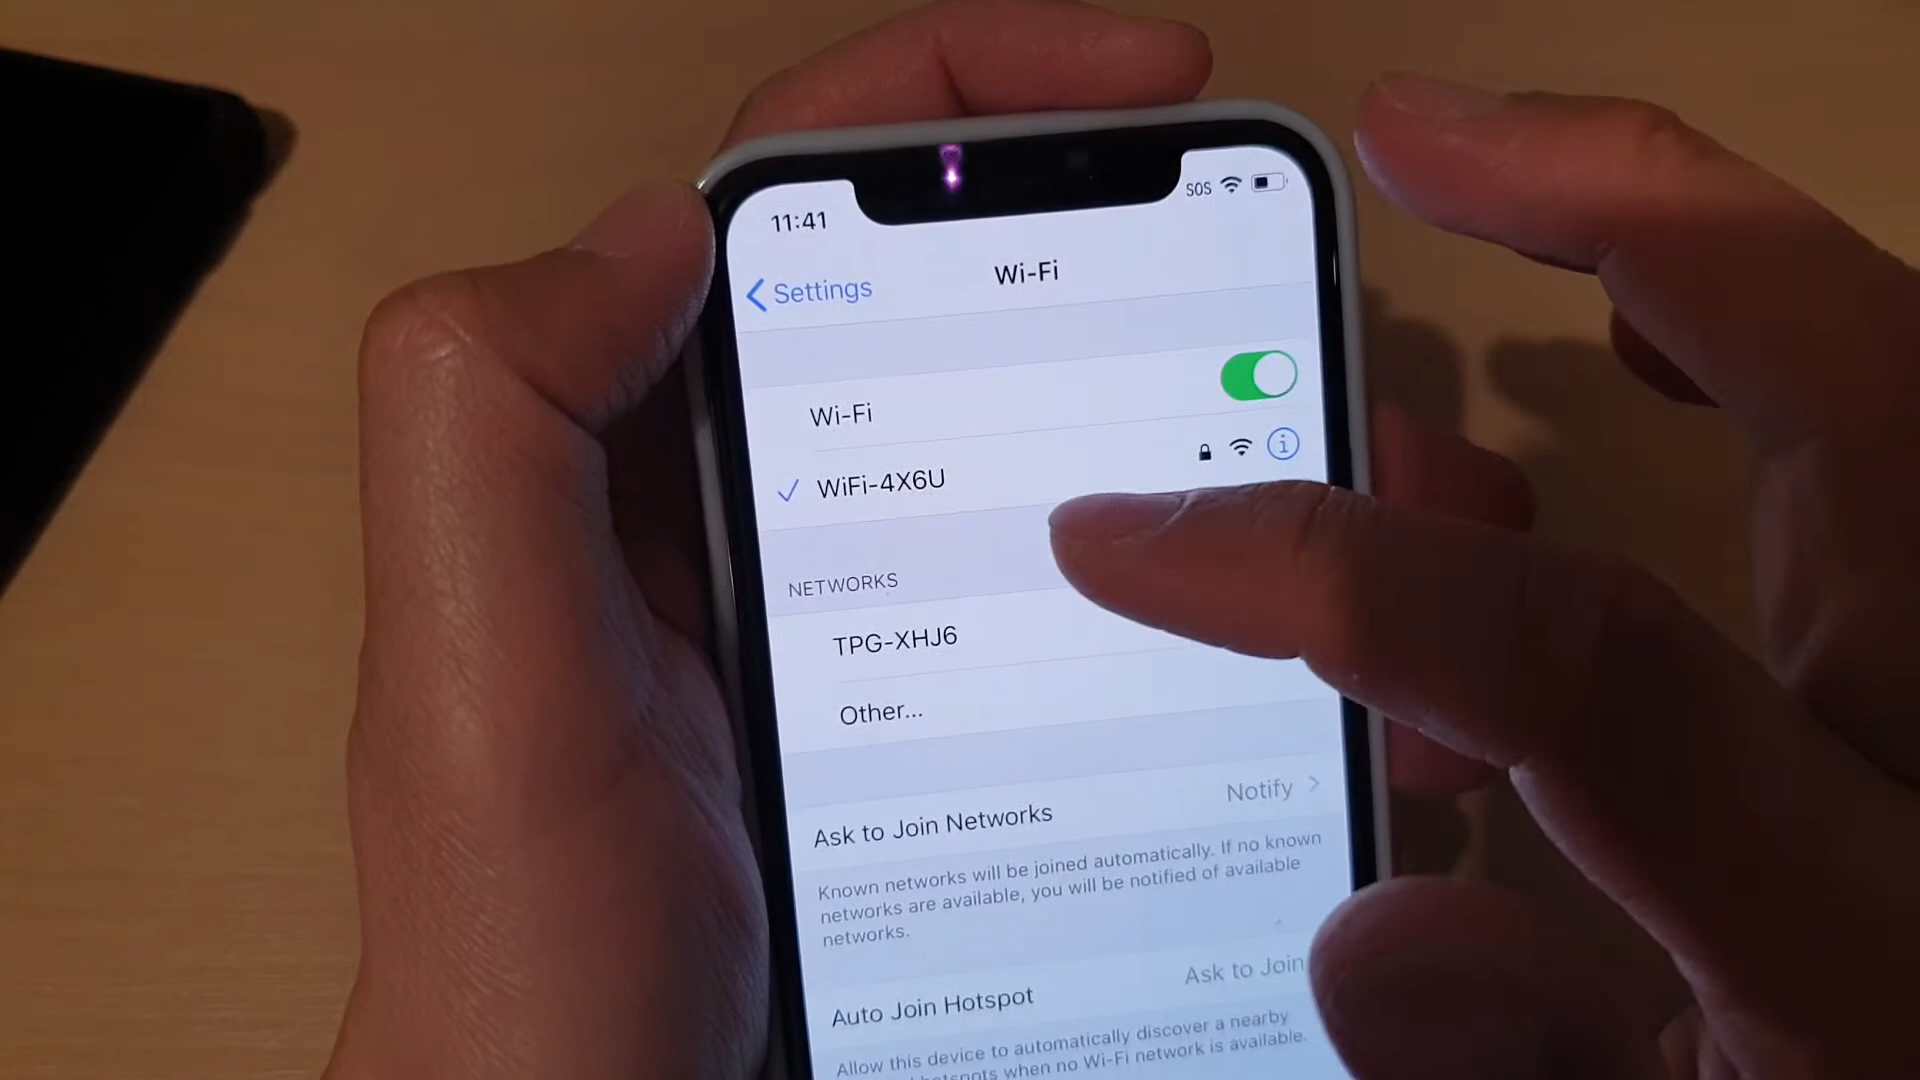 11:41
SOS
Settings
Wi-Fi
Wi-Fi
WiFi-4X6U
NETWORKS
TPG-XHJ6
Other...
Ask to Join Networks
Notify
Known networks will be joined automatically. If no known
networks are available, you will be notified of available
networks.
Auto Join Hotspot
Ask to Join
Allow this device to automatically discover a nearby
hotspots when no Wi-Fi network is available.